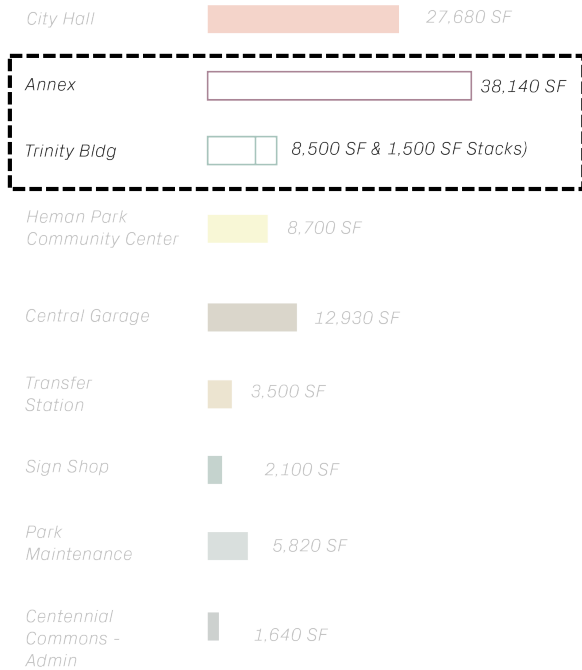 City Hall 27,680 SF
Annex 38,140 SF
Trinity Bldg 8,500 SF & 1,500 SF Stacks)
Heman Park
Community Center 8,700 SF
Central Garage 12,930 SF
Transfer
Station 3,500 SF
Sign Shop 2,100 SF
Park
Maintenance 5,820 SF
Centennial
Commons -
Admin 1,640 SF